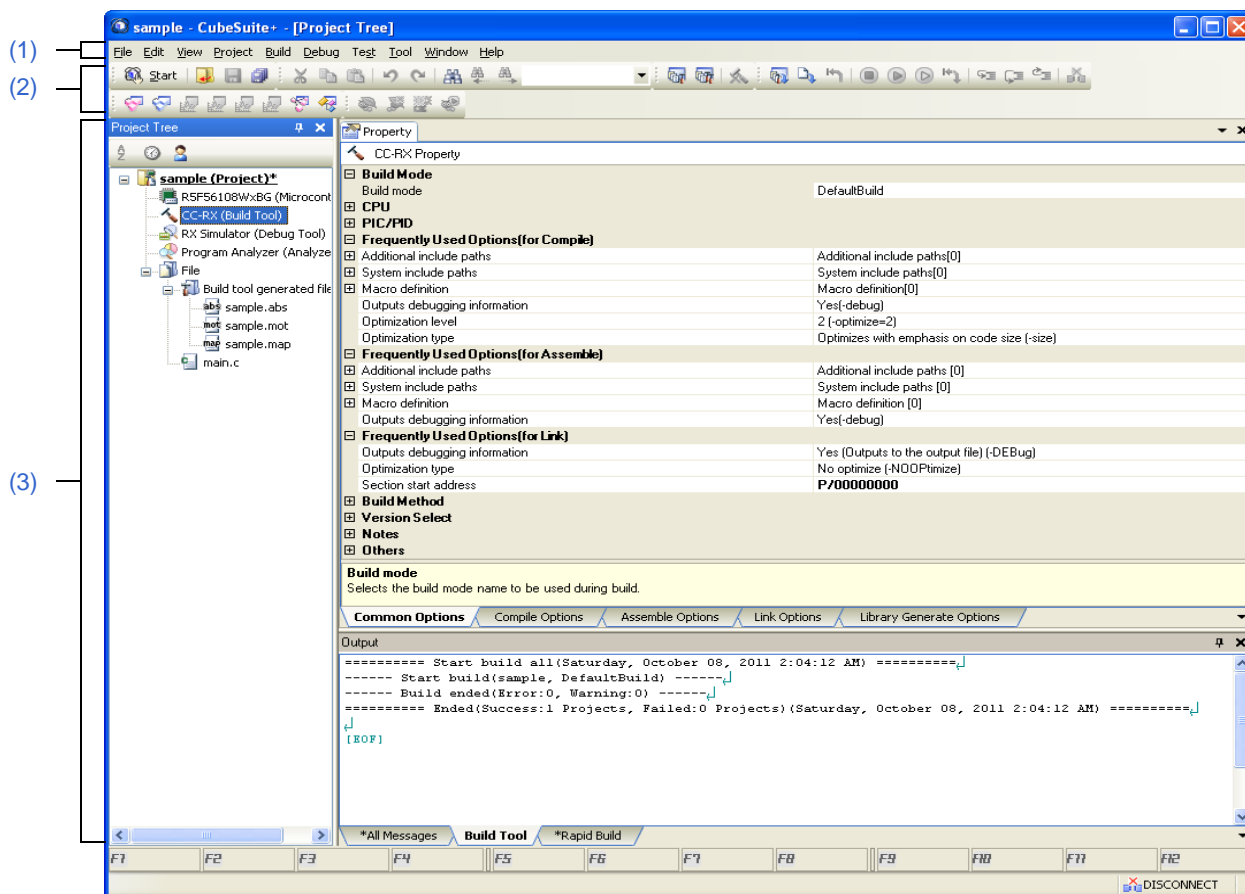 sample - CubeSuite+ - [Project Tree]
(1)
File Edit View Project Build Debug Test Tool Window Help
(2)
Start
Project Tree
sample (Project)*
R5F56108WxBG (Microcont
CC-RX (Build Tool)
RX Simulator (Debug Tool)
Program Analyzer (Analyze
File
Build tool generated file
abs sample.abs
mot sample.mot
map sample.map
main.c
(3)
Property
CC-RX Property
Build Mode
Build mode DefaultBuild
CPU
PIC/PID
Frequently Used Options(for Compile)
Additional include paths Additional include paths[0]
System include paths System include paths[0]
Macro definition Macro definition[0]
Outputs debugging information Yes(-debug)
Optimization level 2 (-optimize=2)
Optimization type Optimizes with emphasis on code size (-size)
Frequently Used Options(for Assemble)
Additional include paths Additional include paths [0]
System include paths System include paths [0]
Macro definition Macro definition [0]
Outputs debugging information Yes(-debug)
Frequently Used Options(for Link)
Outputs debugging information Yes (Outputs to the output file) (-DEBug)
Optimization type No optimize (-NOOPtimize)
Section start address P/00000000
Build Method
Version Select
Notes
Others
Build mode
Selects the build mode name to be used during build.
Common Options Compile Options Assemble Options Link Options Library Generate Options
Output
========== Start build all(Saturday, October 08, 2011 2:04:12 AM) ==========
------ Start build(sample, DefaultBuild) ------
------ Build ended(Error:0, Warning:0) ------
========== Ended(Success:1 Projects, Failed:0 Projects)(Saturday, October 08, 2011 2:04:12 AM) ==========
[EOF]
*All Messages Build Tool *Rapid Build
F1 F2 F3 F4 F5 F6 F7 F8 F9 F10 F11 F12
DISCONNECT